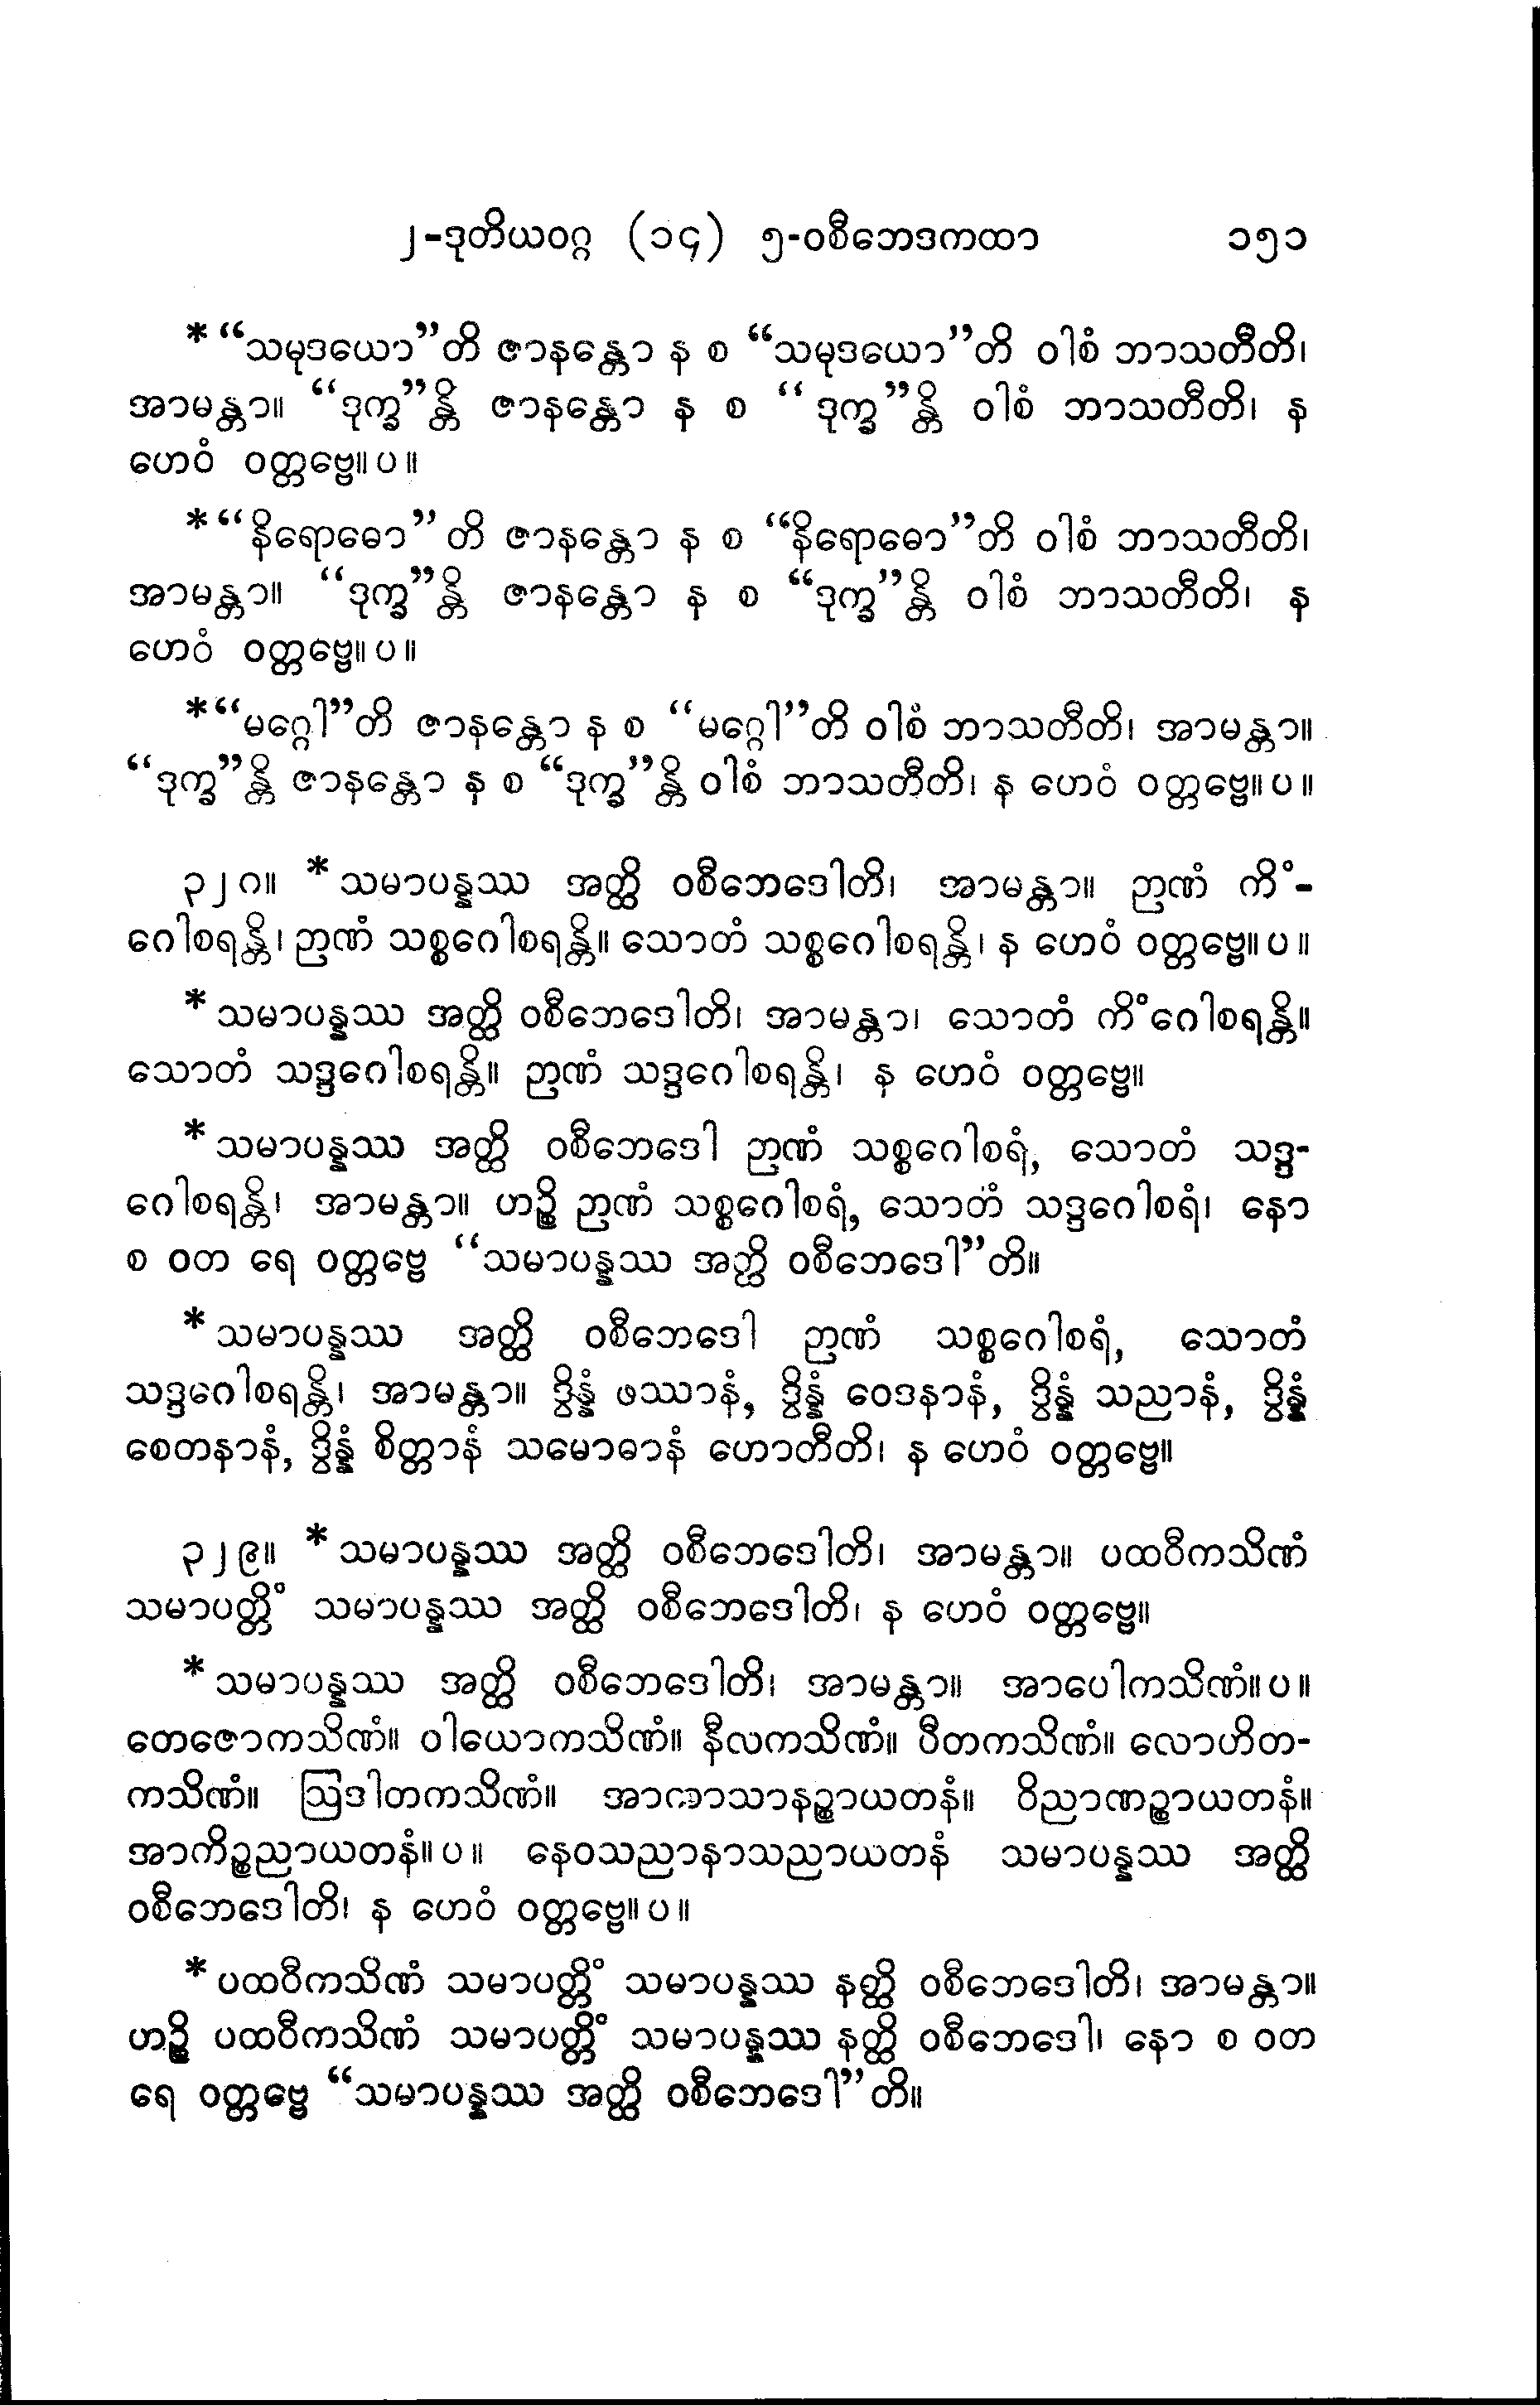 ၂-ဒုတိယဝဂ္ဂ (၁၄) ၅-ဝစီဘေဒကထာ ၁၅၁
*“သမုဒယော”တိ ဇာနန္တော န စ “သမုဒယော”တိ ဝါစံ ဘာသတီတိ၊
အာမန္တာ။ “ဒုက္ခ”န္တိ ဇာနန္တော န စ “ဒုက္ခ”န္တိ ဝါစံ ဘာသတီတိ၊ န
ဟေဝံ ဝတ္တဗ္ဗေ။ပ။
*“နိရောဓော”တိ ဇာနန္တော န စ “နိရောဓော”တိ ဝါစံ ဘာသတီတိ၊
အာမန္တာ။ “ဒုက္ခ”န္တိ ဇာနန္တော န စ “ဒုက္ခ”န္တိ ဝါစံ ဘာသတီတိ၊ န
ဟေဝံ ဝတ္တဗ္ဗေ။ပ။
*“မဂ္ဂေါ”တိ ဇာနန္တော န စ “မဂ္ဂေါ”တိ ဝါစံ ဘာသတီတိ၊ အာမန္တာ။
“ဒုက္ခ”န္တိ ဇာနန္တော န စ “ဒုက္ခ”န္တိ ဝါစံ ဘာသတီတိ၊ န ဟေဝံ ဝတ္တဗ္ဗေ။ပ။
၃၂၈။ *သမာပန္နဿ အတ္ထိ ဝစီဘေဒေါတိ၊ အာမန္တာ။ ဉာဏံ ကိံ-
ဂေါစရန္တိ၊ ဉာဏံ သစ္စဂေါစရန္တိ။ သောတံ သစ္စဂေါစရန္တိ၊ န ဟေဝံ ဝတ္တဗ္ဗေ။ပ။
*သမာပန္နဿ အတ္ထိ ဝစီဘေဒေါတိ၊ အာမန္တာ၊ သောတံ ကိံဂေါစရန္တိ။
သောတံ သဒ္ဒဂေါစရန္တိ။ ဉာဏံ သဒ္ဒဂေါစရန္တိ၊ န ဟေဝံ ဝတ္တဗ္ဗေ။
*သမာပန္နဿ အတ္ထိ ဝစီဘေဒေါ ဉာဏံ သစ္စဂေါစရံ, သောတံ သဒ္ဒ-
ဂေါစရန္တိ၊ အာမန္တာ။ ဟဉ္စိ ဉာဏံ သစ္စဂေါစရံ, သောတံ သဒ္ဒဂေါစရံ၊ နော
စ ဝတ ရေ ဝတ္တဗ္ဗေ “သမာပန္နဿ အတ္ထိ ဝစီဘေဒေါ”တိ။
*သမာပန္နဿ အတ္ထိ ဝစီဘေဒေါ ဉာဏံ သစ္စဂေါစရံ, သောတံ
သဒ္ဒဂေါစရန္တိ၊ အာမန္တာ။ ဒွိန္နံ ဖဿာနံ, ဒွိန္နံ ဝေဒနာနံ, ဒွိန္နံ သညာနံ, ဒွိန္နံ
စေတနာနံ, ဒွိန္နံ စိတ္တာနံ သမောဓာနံ ဟောတီတိ၊ န ဟေဝံ ဝတ္တဗ္ဗေ။
၃၂၉။ *သမာပန္နဿ အတ္ထိ ဝစီဘေဒေါတိ၊ အာမန္တာ။ ပထဝီကသိဏံ
သမာပတ္တိံ သမာပန္နဿ အတ္ထိ ဝစီဘေဒေါတိ၊ န ဟေဝံ ဝတ္တဗ္ဗေ။
*သမာပန္နဿ အတ္ထိ ဝစီဘေဒေါတိ၊ အာမန္တာ။ အာပေါကသိဏံ။ပ။
တေဇောကသိဏံ။ ဝါယောကသိဏံ။ နီလကသိဏံ။ ပီတကသိဏံ။ လောဟိတ-
ကသိဏံ။ ဩဒါတကသိဏံ။ အာကာသာနဉ္စာယတနံ။ ဝိညာဏဉ္စာယတနံ။
အာကိဉ္စညာယတနံ။ပ။ နေဝသညာနာသညာယတနံ သမာပန္နဿ အတ္ထိ
ဝစီဘေဒေါတိ၊ န ဟေဝံ ဝတ္တဗ္ဗေ။ပ။
*ပထဝီကသိဏံ သမာပတ္တိံ သမာပန္နဿ နတ္ထိ ဝစီဘေဒေါတိ၊ အာမန္တာ။
ဟဉ္စိ ပထဝီကသိဏံ သမာပတ္တိံ သမာပန္နဿ နတ္ထိ ဝစီဘေဒေါ၊ နော စ ဝတ
ရေ ဝတ္တဗ္ဗေ “သမာပန္နဿ အတ္ထိ ဝစီဘေဒေါ”တိ။